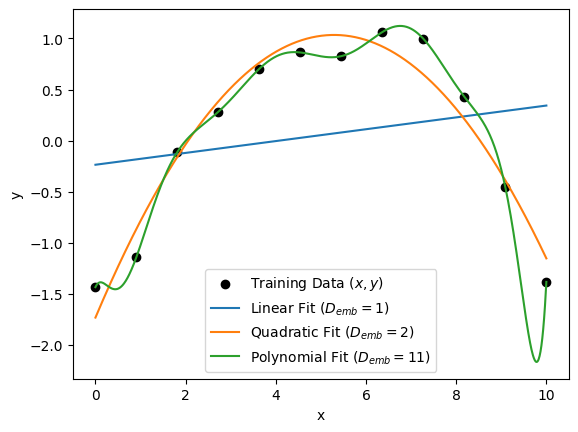 1.0
0.5
0.0
−0.5
−1.0
−1.5
−2.0
y
Training Data (x, y)
Linear Fit (D_emb = 1)
Quadratic Fit (D_emb = 2)
Polynomial Fit (D_emb = 11)
0 2 4 6 8 10
x